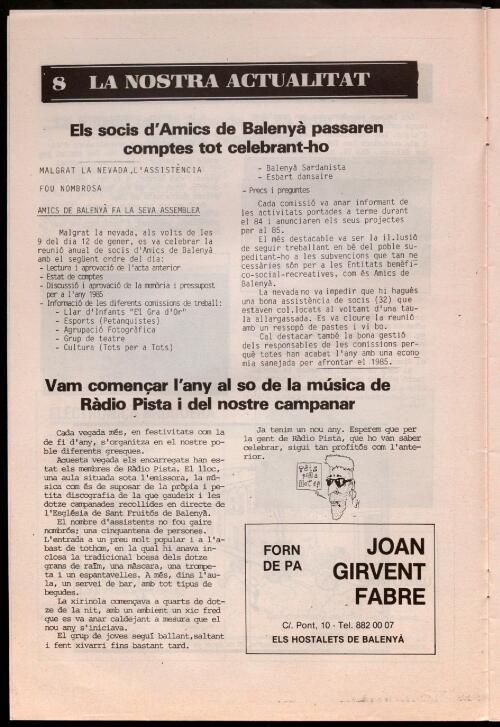 8 LA NOSTRA ACTUALITAT
Els socis d'Amics de Balenyà passaren
comptes tot celebrant-ho
MALGRAT LA NEVADA,L'ASSISTÈNCIA
FOU NOMBROSA
AMICS DE BALENYÀ FA LA SEVA ASSEMBLEA
Malgrat la nevada, als volts de les
9 del dia 12 de gener, es va celebrar la
reunió anual de socis d'Amics de Balenyà
amb el següent ordre del dia:
- Lectura i aprovació de l'acta anterior
- Estat de comptes
- Discussió i aprovació de la memòria i pressupost
per a l'any 1985
- Informació de les diferents comissions de treball:
- Llar d'Infants "El Gra d'Or"
- Esports (Petanquistes)
- Agrupació Fotogràfica
- Grup de teatre
- Cultura (Tots per a Tots)
- Balenyà Sardanista
- Esbart dansaire
- Precs i preguntes
Cada comissió va anar informant de
les activitats portades a terme durant
el 84 i anunciaren els seus projectes
per al 85.
El més destacable va ser la il.lusió
de seguir treballant en bé del poble su-
peditant-ho a les subvencions que tan ne
cessàries són per a les Entitats benèfi-
co-social-recreatives, com és Amics de
Balenyà.
La nevada no va impedir que hi hagués
una bona assistència de socis (32) que
estaven col.locats al voltant d'una tau-
la allargassada. Es va cloure la reunió
amb un ressopó de pastes i vi bo.
Cal destacar també la bona gestió
dels responsables de les comissions per-
què totes han acabat l'any amb una econo
mia sanejada per afrontar el 1985.
Vam començar l'any al so de la música de
Ràdio Pista i del nostre campanar
Cada vegada més, en festivitats com la
de fi d'any, s'organitza en el nostre po-
ble diferents gresques.
Aquesta vegada els encarregats han es-
tat els membres de Ràdio Pista. El lloc,
una aula situada sota l'emissora, la mú-
sica com és de suposar de la pròpia i pe-
tita discografia de la que gaudeix i les
dotze campanades recollides en directe de
l'Església de Sant Fruitós de Balenyà.
El nombre d'assistents no fou gaire
nombrós; una cinquantena de persones.
L'entrada a un preu molt popular i a l'a-
bast de tothom, en la qual hi anava in-
closa la tradicional bossa dels dotze
grans de raïm, una màscara, una trompe-
ta i un espantavelles. A més, dins l'au-
la, un servei de bar, amb tot tipus de
begudes.
La xirinola començava a quarts de dot-
ze de la nit, amb un ambient un xic fred
que es va anar caldejant a mesura que el
nou any s'iniciava.
El grup de joves seguí ballant,saltant
i fent xivarri fins bastant tard.
Ja tenim un nou any. Esperem que per
la gent de Ràdio Pista, que ho van saber
celebrar, sigui tan profitós com l'ante-
rior.
FORN
DE PA
JOAN
GIRVENT
FABRE
C/. Pont, 10 - Tel. 882 00 07
ELS HOSTALETS DE BALENYÀ